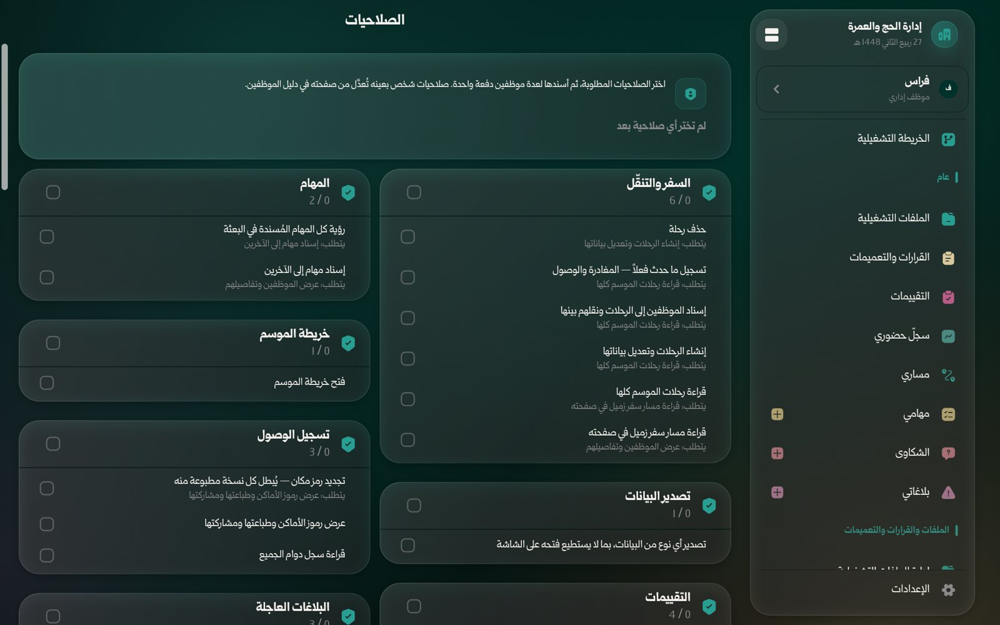 إدارة الحج والعمرة
27 ربيع الثاني 1448 هـ
ف
فراس
موظف إداري
الخريطة التشغيلية
عام
الملفات التشغيلية
القرارات والتعميمات
التقييمات
سجلّ حضوري
مساري
مهامي
الشكاوى
بلاغاتي
الملفات والقرارات والتعميمات
الإعدادات
الصلاحيات
اختر الصلاحيات المطلوبة، ثم أسندها لعدة موظفين دفعة واحدة. صلاحيات شخص بعينه تُعدَّل من صفحته في دليل الموظفين.
لم تختر أي صلاحية بعد
السفر والتنقّل
0 / 6
حذف رحلة
يتطلب: إنشاء الرحلات وتعديل بياناتها
تسجيل ما حدث فعلاً — المغادرة والوصول
يتطلب: قراءة رحلات الموسم كلها
إسناد الموظفين إلى الرحلات ونقلهم بينها
يتطلب: قراءة رحلات الموسم كلها
إنشاء الرحلات وتعديل بياناتها
يتطلب: قراءة رحلات الموسم كلها
قراءة رحلات الموسم كلها
يتطلب: قراءة مسار سفر زميل في صفحته
قراءة مسار سفر زميل في صفحته
يتطلب: عرض الموظفين وتفاصيلهم
تصدير البيانات
0 / 1
تصدير أي نوع من البيانات، بما لا يستطيع فتحه على الشاشة
التقييمات
0 / 4
المهام
0 / 2
رؤية كل المهام المُسندة في البعثة
يتطلب: إسناد مهام إلى الآخرين
إسناد مهام إلى الآخرين
يتطلب: عرض الموظفين وتفاصيلهم
خريطة الموسم
0 / 1
فتح خريطة الموسم
تسجيل الوصول
0 / 3
تجديد رمز مكان — يُبطل كل نسخة مطبوعة منه
يتطلب: عرض رموز الأماكن وطباعتها ومشاركتها
عرض رموز الأماكن وطباعتها ومشاركتها
قراءة سجل دوام الجميع
البلاغات العاجلة
0 / 3